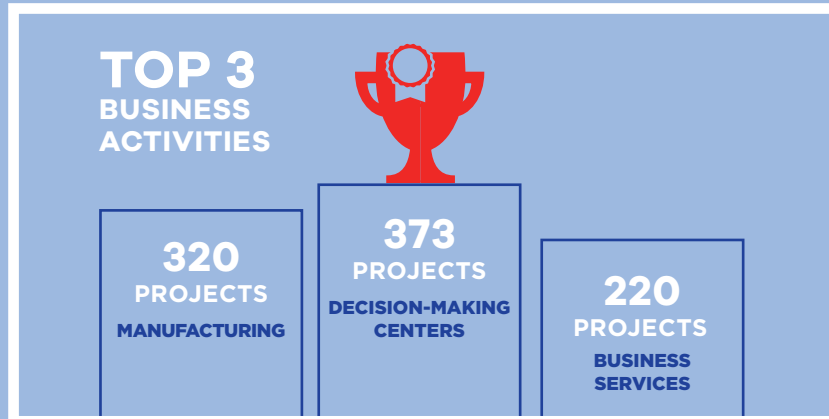 TOP 3
BUSINESS
ACTIVITIES
320
PROJECTS
MANUFACTURING
373
PROJECTS
DECISION-MAKING
CENTERS
220
PROJECTS
BUSINESS
SERVICES